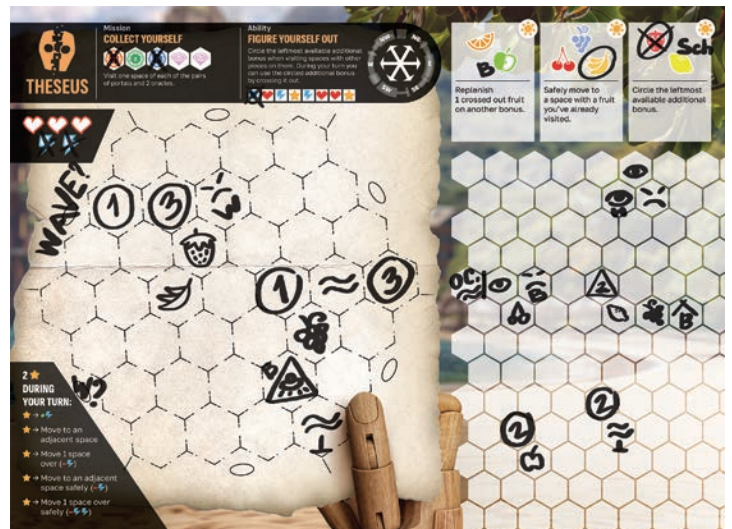 THESEUS
Mission
COLLECT YOURSELF
Visit one space of each of the pairs
of portals and 2 oracles.
Ability
FIGURE YOURSELF OUT
Circle the leftmost available additional
bonus when visiting spaces with other
pieces on them. During your turn you
can use the circled additional bonus
by crossing it out.
NW
NE
SW
SE
B
Replenish
1 crossed out fruit
on another bonus.
Safely move to
a space with a fruit
you've already
visited.
Sch
Circle the leftmost
available additional
bonus.
WAVE?
1
3
1
3
B
B
B
2
2
2
DURING
YOUR TURN:
Move to an
adjacent space
Move 1 space
over (-)
Move to an adjacent
space safely (-)
Move 1 space over
safely (-)